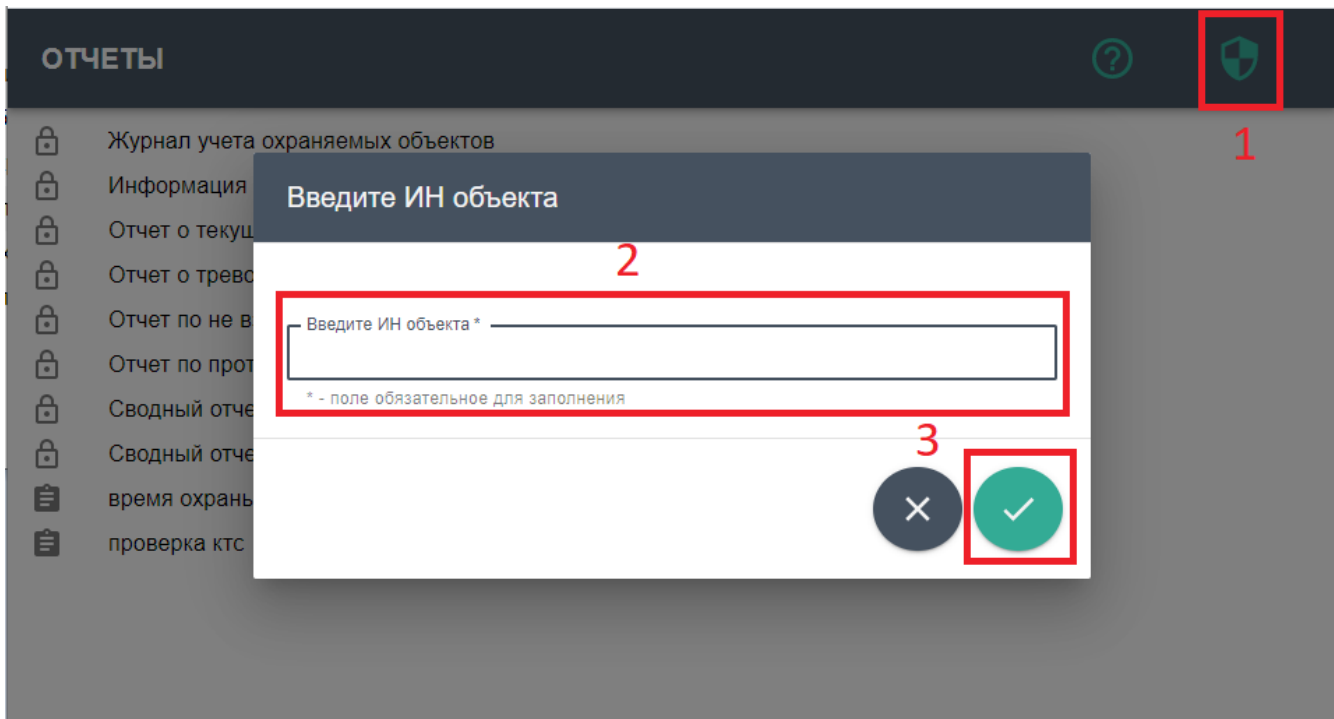 ОТЧЕТЫ
1
Журнал учета охраняемых объектов
Информация
Отчет о текущ
Отчет о трево
Отчет по не в
Отчет по прот
Сводный отче
Сводный отче
время охраны
проверка ктс
Введите ИН объекта
2
Введите ИН объекта *
* - поле обязательное для заполнения
3